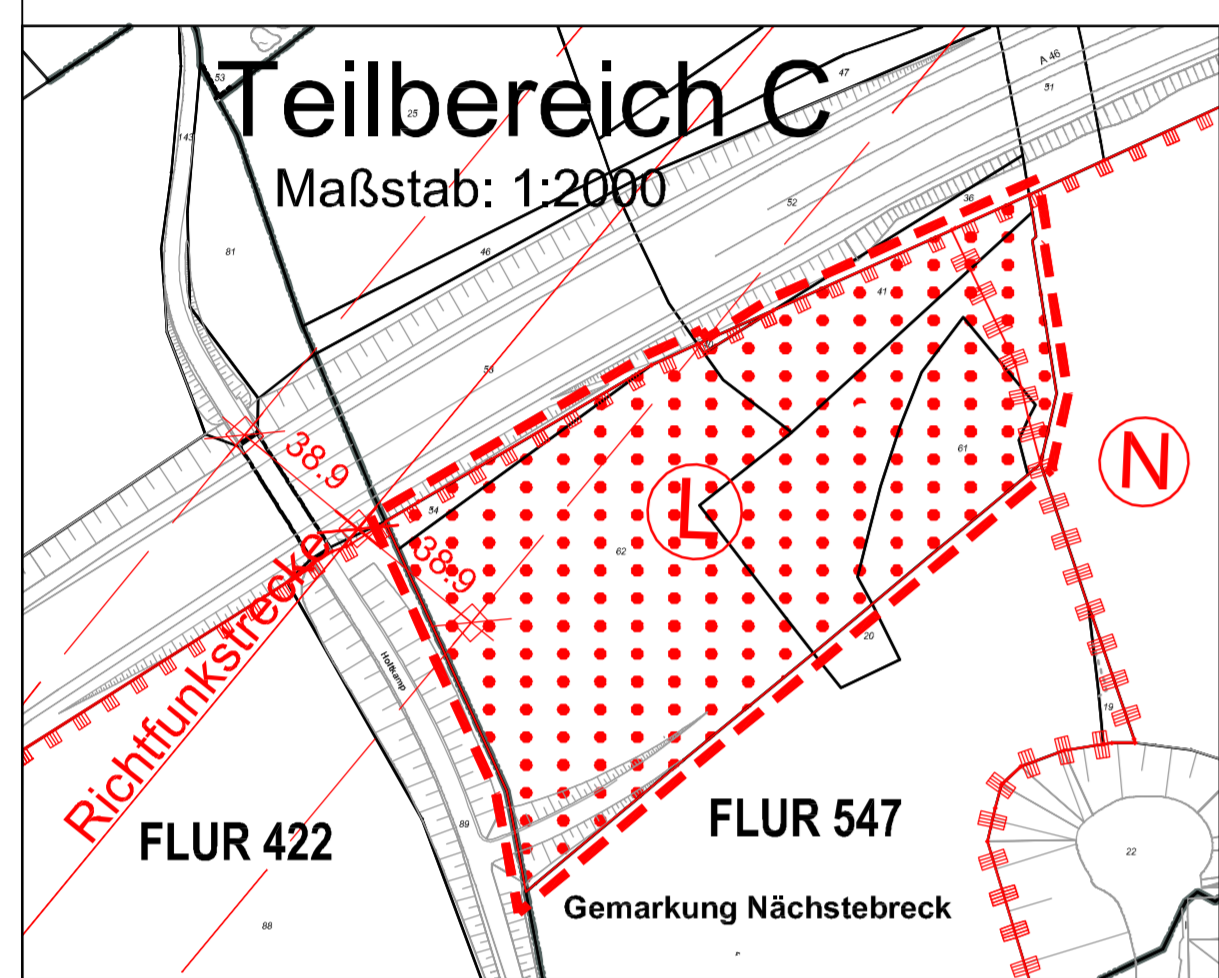 Teilbereich C
Maßstab: 1:2000
53
25
47
A 46
51
143
52
36
81
46
41
55
38.9
54
38.9
62
L
61
N
Richtfunkstrecke
Holtkamp
20
19
FLUR 422
89
FLUR 547
22
Gemarkung Nächstebreck
88